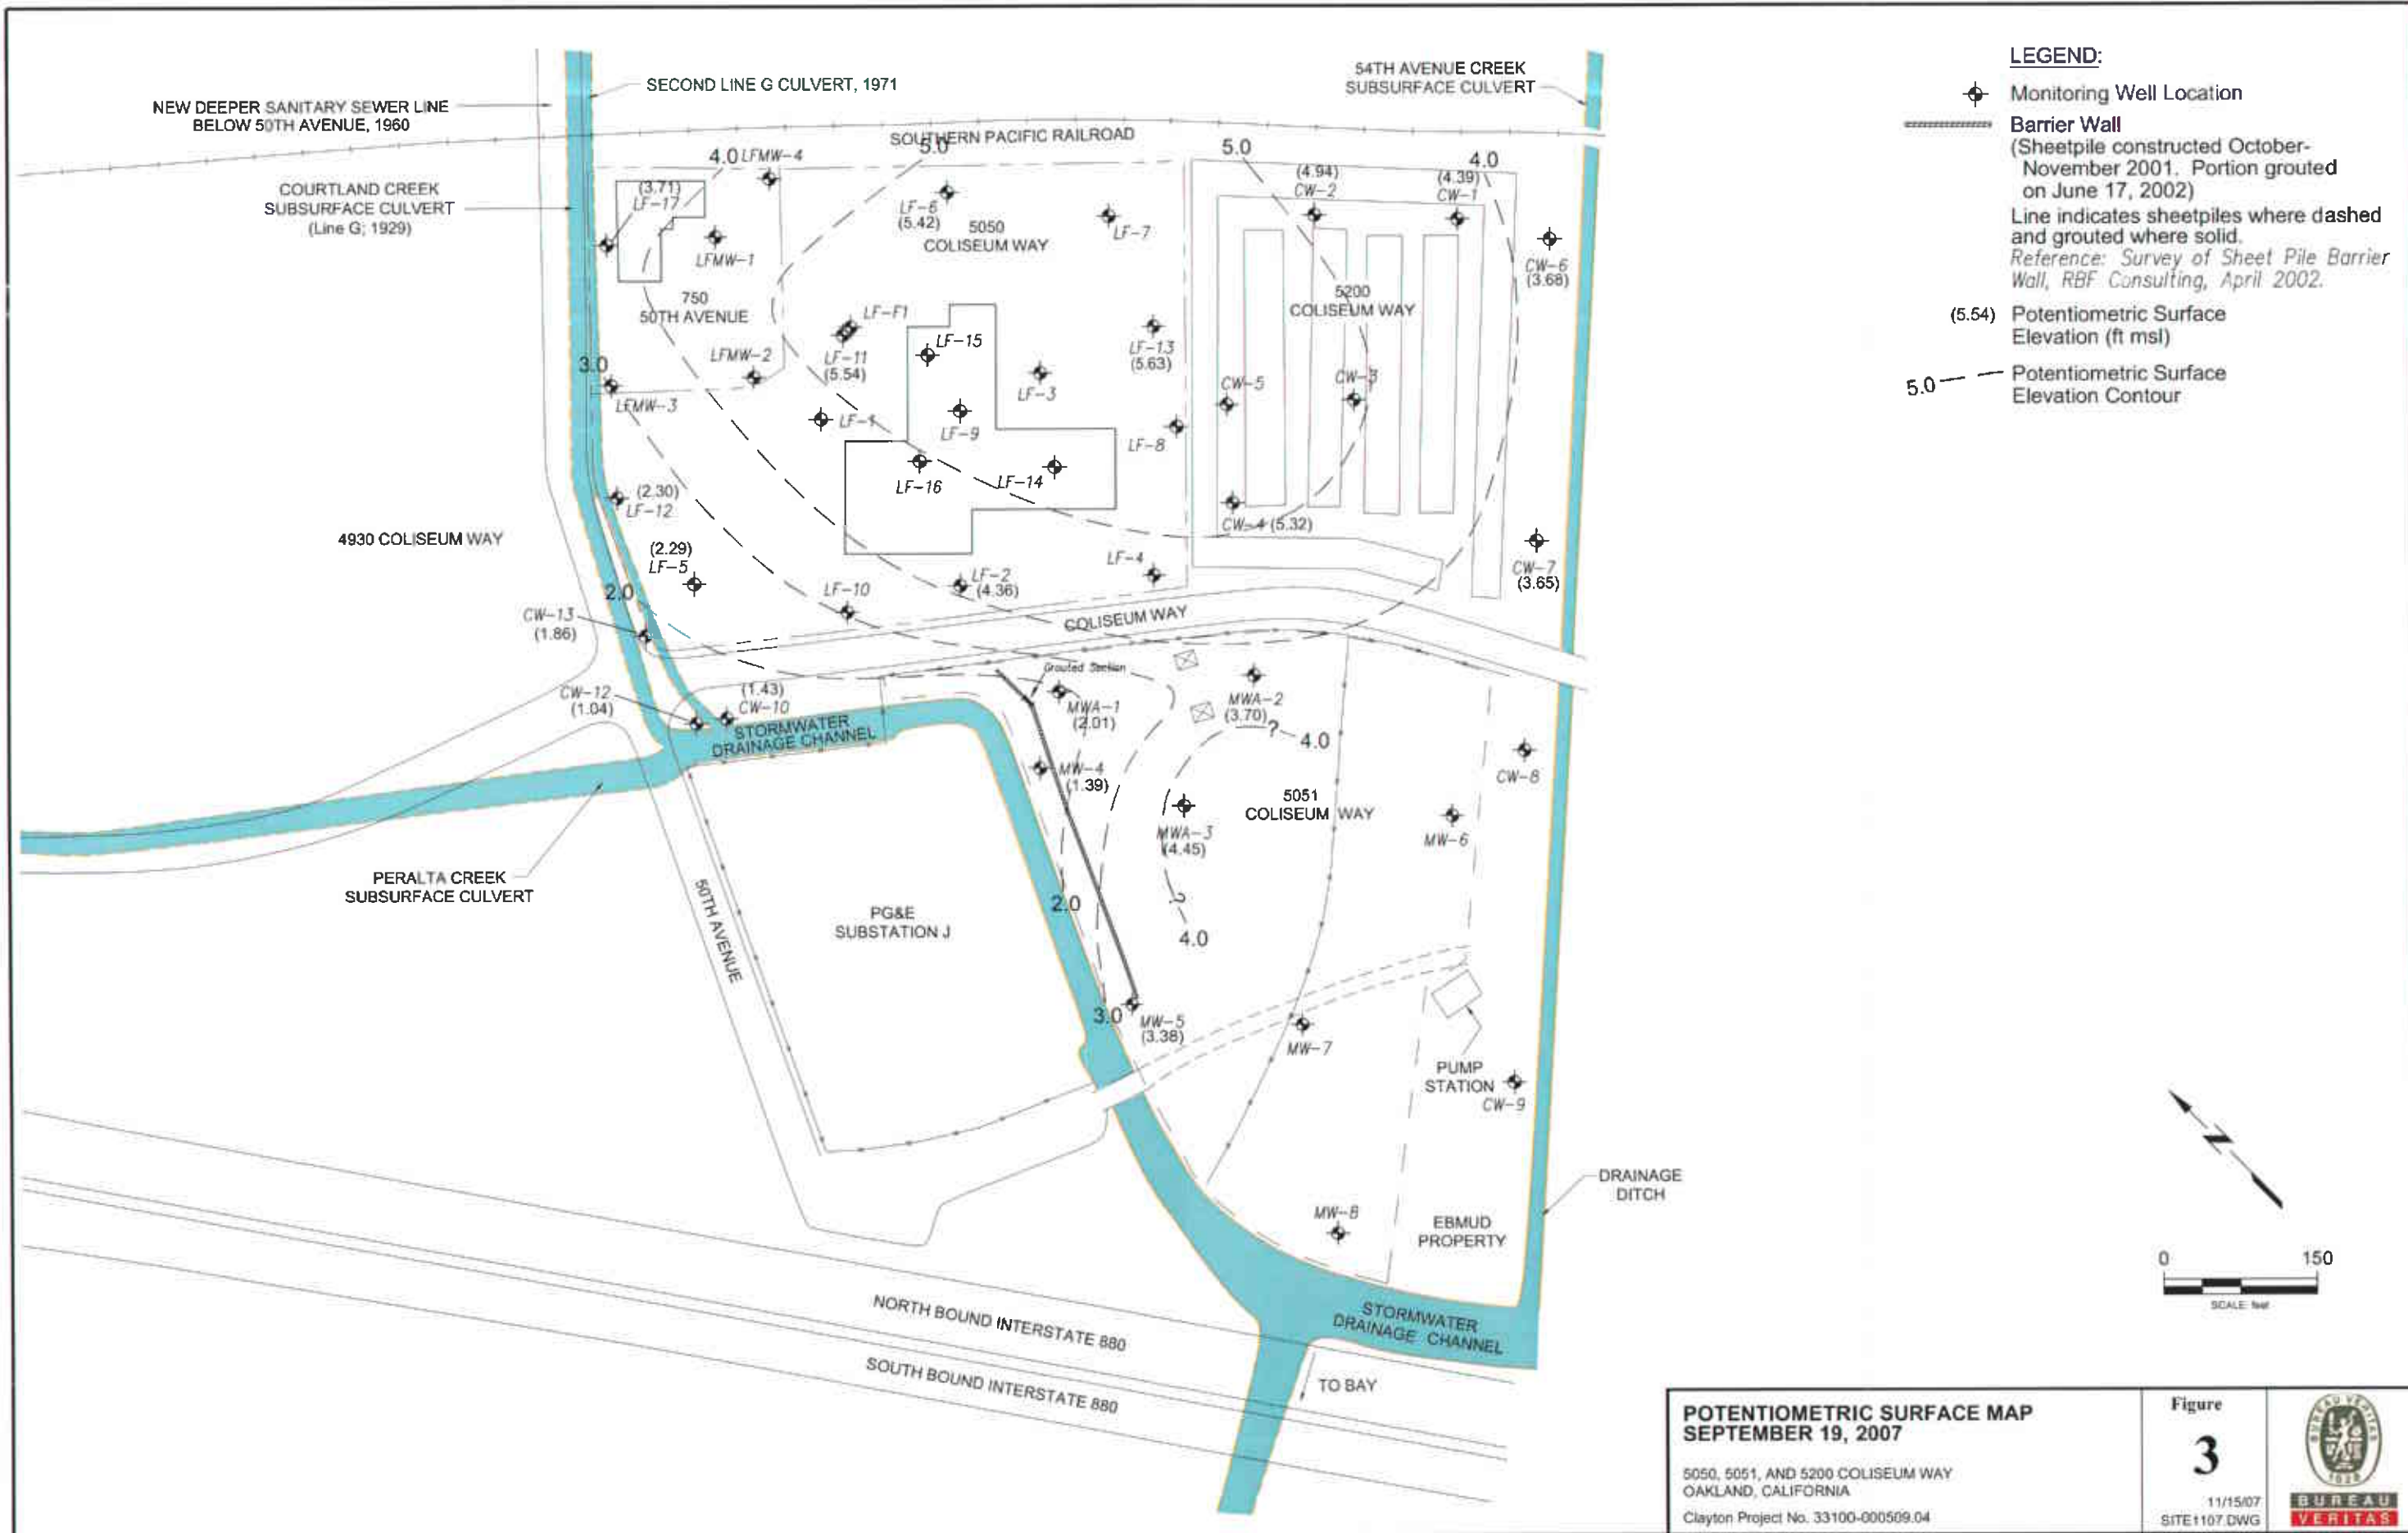 NEW DEEPER SANITARY SEWER LINE
BELOW 50TH AVENUE, 1960
SECOND LINE G CULVERT, 1971
54TH AVENUE CREEK
SUBSURFACE CULVERT
SOUTHERN PACIFIC RAILROAD
COURTLAND CREEK
SUBSURFACE CULVERT
(Line G; 1929)
4.0
LFMW-4
5.0
5.0
4.0
(3.71)
LF-17
LFMW-1
LF-6
(5.42)
5050
COLISEUM WAY
LF-7
(4.94)
CW-2
(4.39)
CW-1
CW-6
(3.68)
750
50TH AVENUE
LF-F1
LF-11
(5.54)
LF-15
LF-13
(5.63)
5200
COLISEUM WAY
3.0
LFMW-2
LFMW-3
LF-1
LF-9
LF-3
CW-5
CW-3
LF-8
LF-16
LF-14
(2.30)
LF-12
CW-4 (5.32)
4930 COLISEUM WAY
(2.29)
LF-5
LF-4
CW-7
(3.65)
2.0
LF-10
LF-2
(4.36)
CW-13
(1.86)
COLISEUM WAY
Grouted Section
CW-12
(1.04)
(1.43)
CW-10
STORMWATER
DRAINAGE CHANNEL
MWA-1
(2.01)
MWA-2
(3.70)
?
4.0
CW-8
MW-4
(1.39)
5051
COLISEUM WAY
MWA-3
(4.45)
MW-6
PERALTA CREEK
SUBSURFACE CULVERT
50TH AVENUE
PG&E
SUBSTATION J
2.0
?
4.0
3.0
MW-5
(3.38)
MW-7
PUMP
STATION
CW-9
DRAINAGE
DITCH
MW-8
EBMUD
PROPERTY
NORTH BOUND INTERSTATE 880
STORMWATER
DRAINAGE CHANNEL
SOUTH BOUND INTERSTATE 880
TO BAY
LEGEND:
Monitoring Well Location
Barrier Wall
(Sheetpile constructed October-
November 2001. Portion grouted
on June 17, 2002)
Line indicates sheetpiles where dashed
and grouted where solid.
Reference: Survey of Sheet Pile Barrier
Wall, RBF Consulting, April 2002.
(5.54) Potentiometric Surface
Elevation (ft msl)
5.0 Potentiometric Surface
Elevation Contour
N
0 150
SCALE: feet
POTENTIOMETRIC SURFACE MAP
SEPTEMBER 19, 2007
5050, 5051, AND 5200 COLISEUM WAY
OAKLAND, CALIFORNIA
Clayton Project No. 33100-000509.04
Figure
3
11/15/07
SITE1107.DWG
BUREAU VERITAS
1828
BUREAU
VERITAS